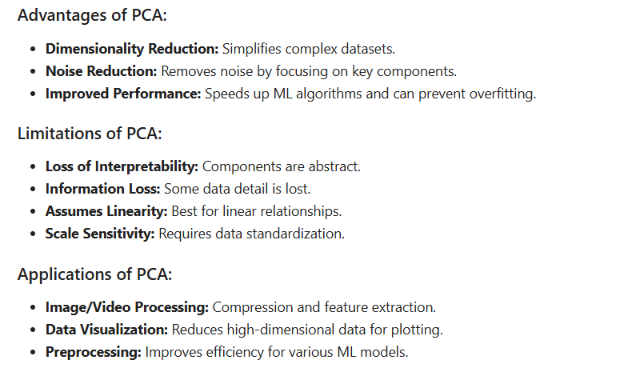 Advantages of PCA:
• Dimensionality Reduction: Simplifies complex datasets.
• Noise Reduction: Removes noise by focusing on key components.
• Improved Performance: Speeds up ML algorithms and can prevent overfitting.
Limitations of PCA:
• Loss of Interpretability: Components are abstract.
• Information Loss: Some data detail is lost.
• Assumes Linearity: Best for linear relationships.
• Scale Sensitivity: Requires data standardization.
Applications of PCA:
• Image/Video Processing: Compression and feature extraction.
• Data Visualization: Reduces high-dimensional data for plotting.
• Preprocessing: Improves efficiency for various ML models.